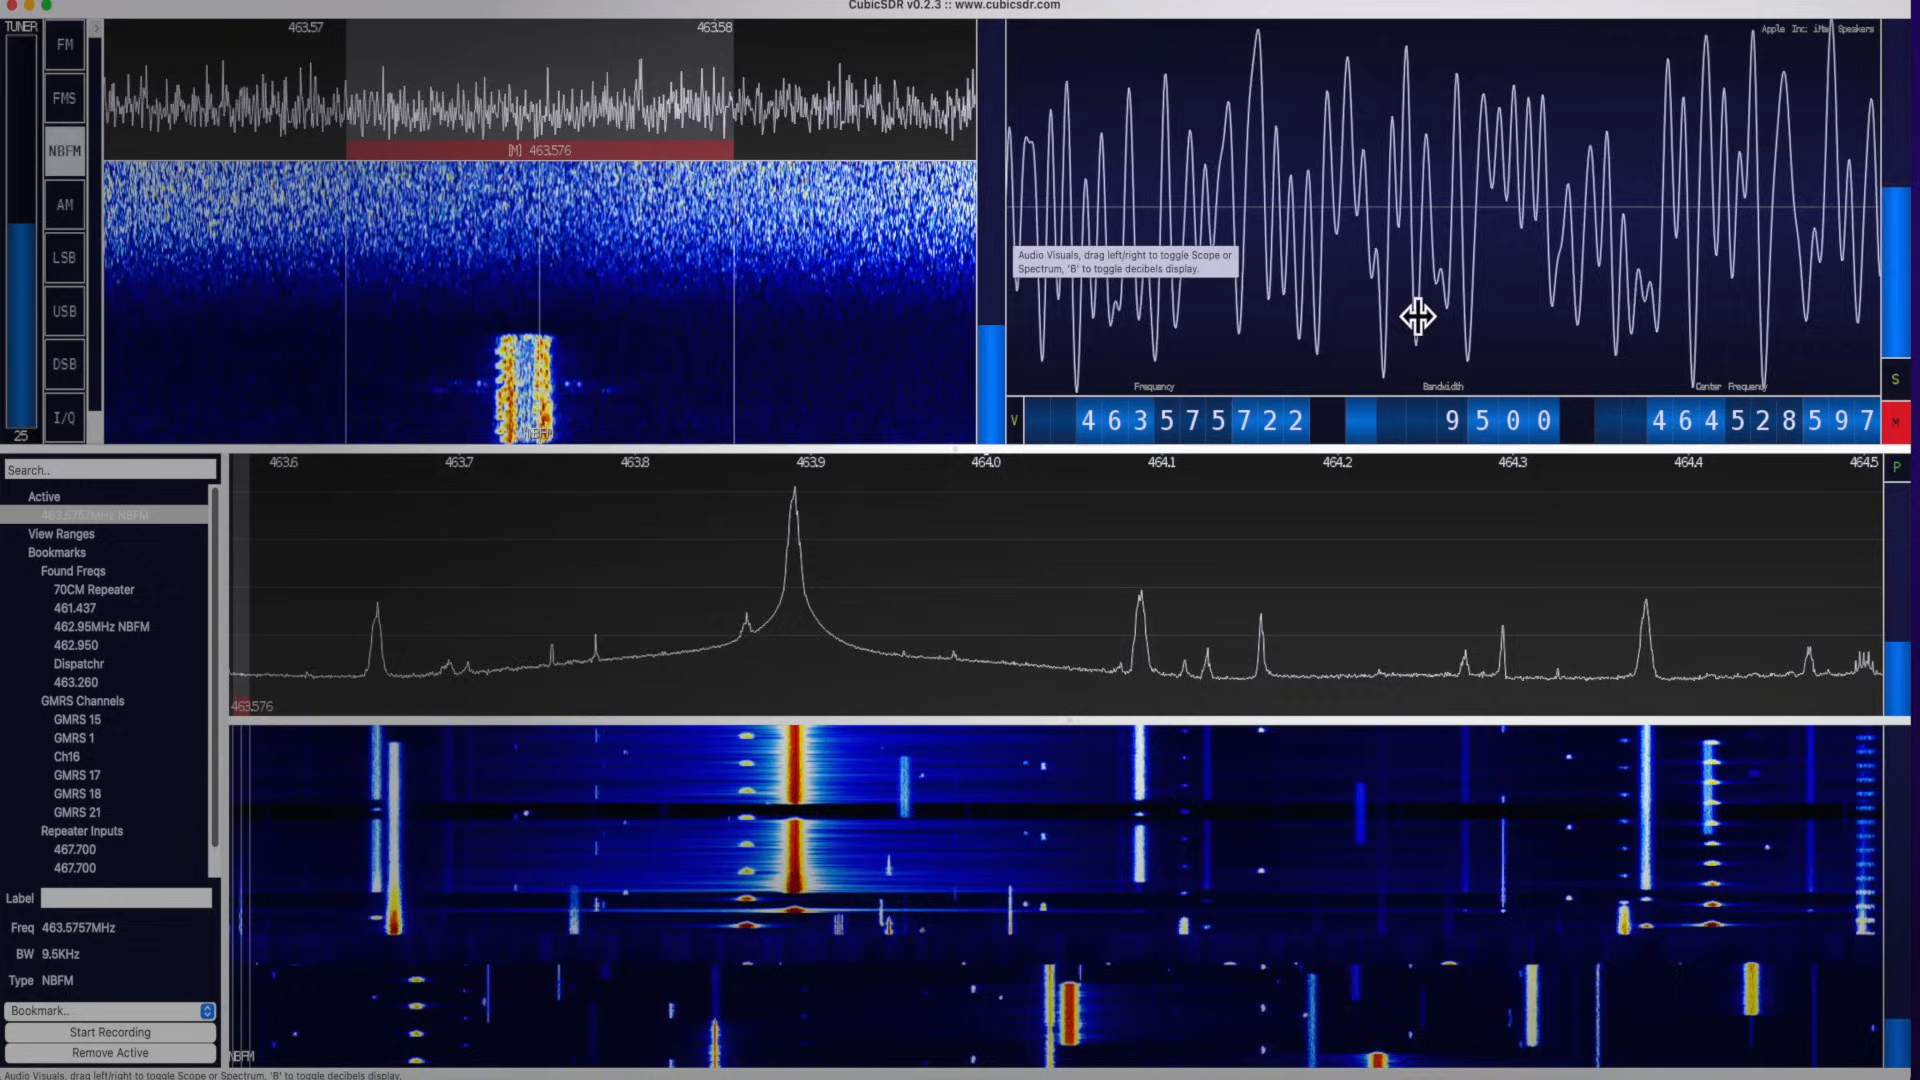 CubicSDR v0.2.3 :: www.cubicsdr.com
TUNER
FM
FMS
NBFM
AM
LSB
USB
DSB
I/Q
25
463.57
463.58
[M] 463.576
NBFM
Apple Inc: iMac Speakers
Audio Visuals, drag left/right to toggle Scope or
Spectrum, 'B' to toggle decibels display.
Frequency
Bandwidth
Center Frequency
V
463575722
9500
464528597
S
M
P
463.6
463.7
463.8
463.9
464.0
464.1
464.2
464.3
464.4
464.5
463.576
NBFM
Search..
Active
463.5757MHz NBFM
View Ranges
Bookmarks
Found Freqs
70CM Repeater
461.437
462.95MHz NBFM
462.950
Dispatchr
463.260
GMRS Channels
GMRS 15
GMRS 1
Ch16
GMRS 17
GMRS 18
GMRS 21
Repeater Inputs
467.700
467.700
Label
Freq 463.5757MHz
BW 9.5KHz
Type NBFM
Bookmark..
Start Recording
Remove Active
Audio Visuals, drag left/right to toggle Scope or Spectrum, 'B' to toggle decibels display.